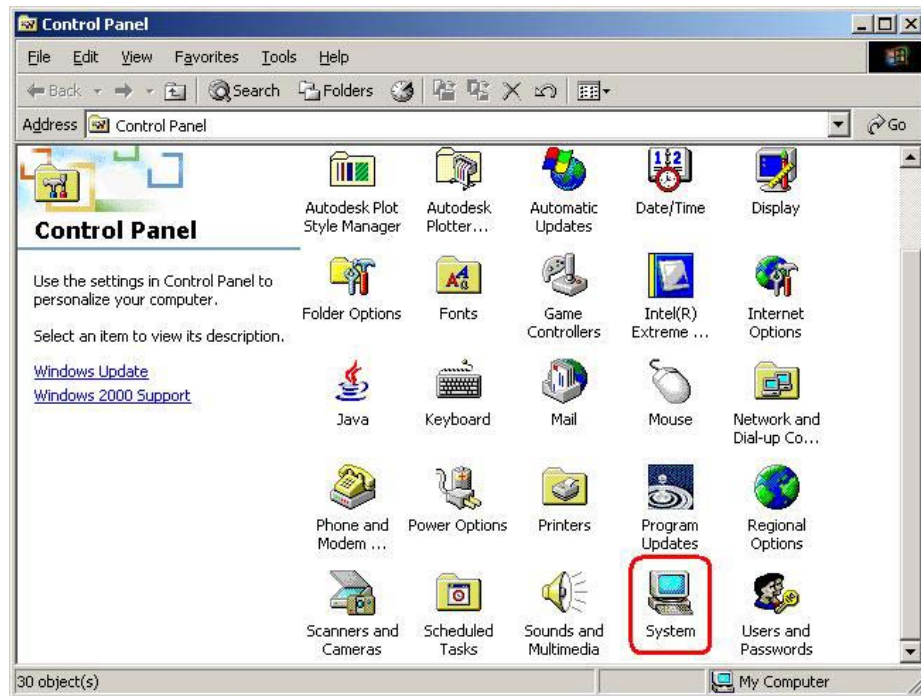 Control Panel
File Edit View Favorites Tools Help
Back Search Folders
Address Control Panel Go
Control Panel
Use the settings in Control Panel to
personalize your computer.
Select an item to view its description.
Windows Update
Windows 2000 Support
Autodesk Plot
Style Manager
Autodesk
Plotter...
Automatic
Updates
Date/Time
Display
Folder Options
Fonts
Game
Controllers
Intel(R)
Extreme ...
Internet
Options
Java
Keyboard
Mail
Mouse
Network and
Dial-up Co...
Phone and
Modem ...
Power Options
Printers
Program
Updates
Regional
Options
Scanners and
Cameras
Scheduled
Tasks
Sounds and
Multimedia
System
Users and
Passwords
30 object(s)
My Computer